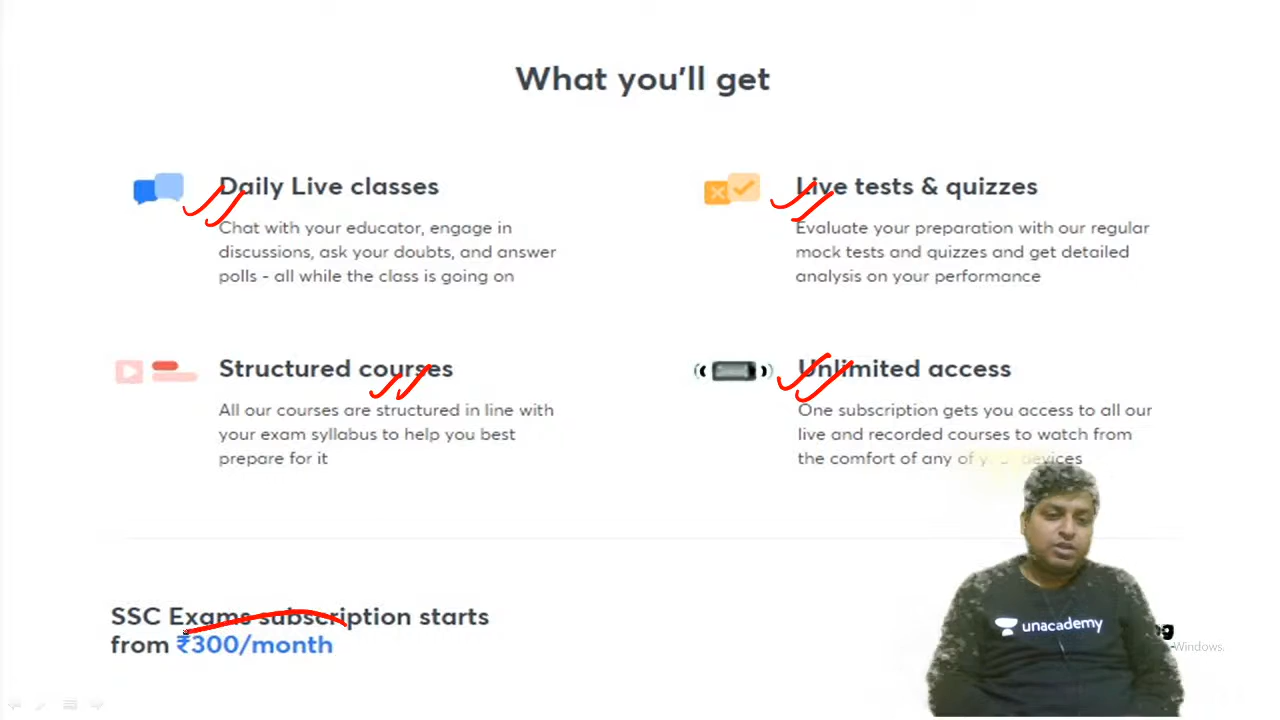 What you'll get
Daily Live classes
Chat with your educator, engage in
discussions, ask your doubts, and answer
polls - all while the class is going on
Live tests & quizzes
Evaluate your preparation with our regular
mock tests and quizzes and get detailed
analysis on your performance
Structured courses
All our courses are structured in line with
your exam syllabus to help you best
prepare for it
Unlimited access
One subscription gets you access to all our
live and recorded courses to watch from
the comfort of any of devices
SSC Exams subscription starts
from ₹300/month
unacademy
Windows.